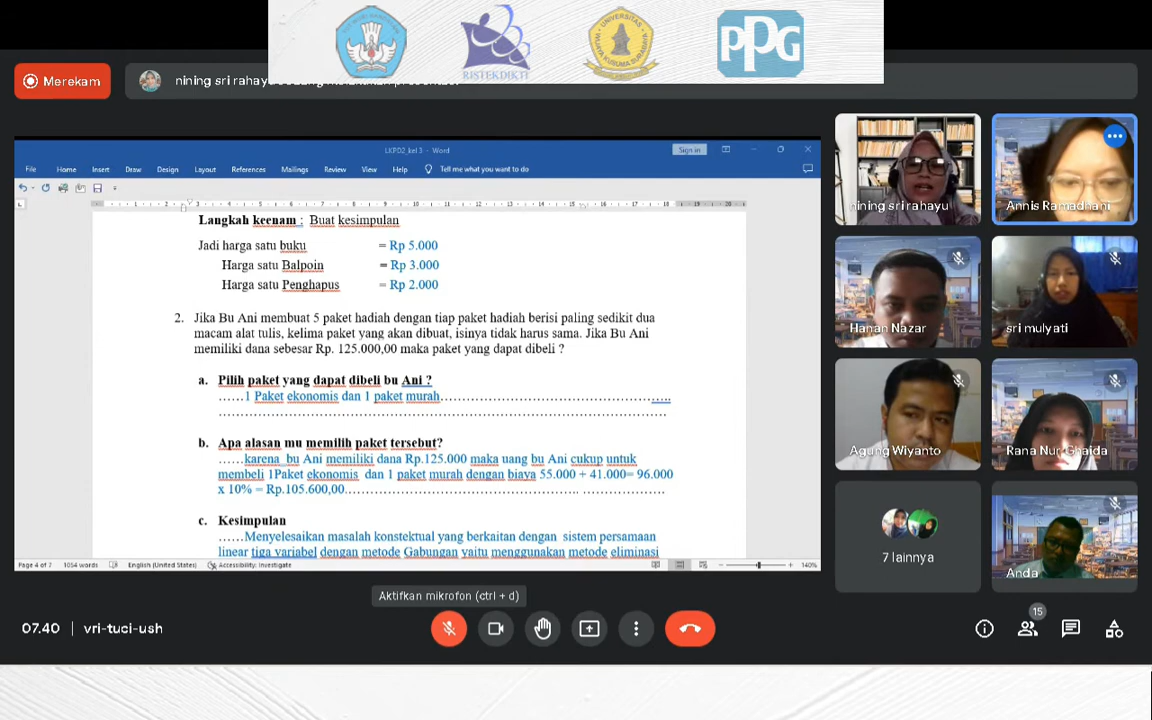 RISTEKDIKTI
UNIVERSITAS
WIJAYA KUSUMA SURABAYA
PPG
Merekam
nining sri rahayu
LKPD2_kel 3 - Word
Sign in
File Home Insert Draw Design Layout References Mailings Review View Help Tell me what you want to do
Langkah keenam : Buat kesimpulan
Jadi harga satu buku = Rp 5.000
Harga satu Balpoin = Rp 3.000
Harga satu Penghapus = Rp 2.000
2. Jika Bu Ani membuat 5 paket hadiah dengan tiap paket hadiah berisi paling sedikit dua
macam alat tulis, kelima paket yang akan dibuat, isinya tidak harus sama. Jika Bu Ani
memiliki dana sebesar Rp. 125.000,00 maka paket yang dapat dibeli ?
a. Pilih paket yang dapat dibeli bu Ani ?
......1 Paket ekonomis dan 1 paket murah................................................…..
…………………………………………………………………………………….
b. Apa alasan mu memilih paket tersebut?
......karena bu Ani memiliki dana Rp.125.000 maka uang bu Ani cukup untuk
membeli 1Paket ekonomis dan 1 paket murah dengan biaya 55.000 + 41.000= 96.000
x 10% = Rp.105.600,00...................................................... ………………….
c. Kesimpulan
......Menyelesaikan masalah konstektual yang berkaitan dengan sistem persamaan
linear tiga variabel dengan metode Gabungan yaitu menggunakan metode eliminasi
Page 4 of 7 1054 words English (United States) Accessibility: Investigate 140%
nining sri rahayu
Annis Ramadhani
Hanan Nazar
sri mulyati
Agung Wiyanto
Rana Nur Ghaida
7 lainnya
Anda
Aktifkan mikrofon (ctrl + d)
07.40 | vri-tuci-ush
15